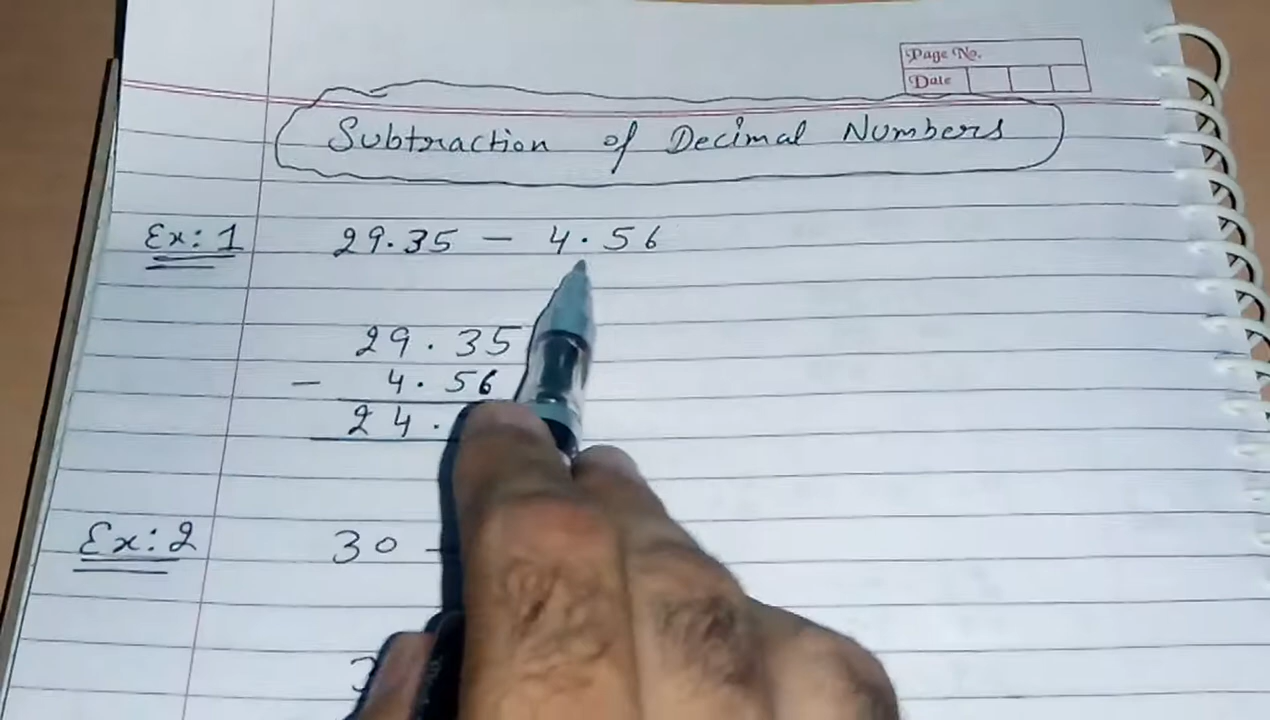 Page No.
Date
Subtraction of Decimal Numbers
Ex: 1 29.35 - 4.56
29.35
- 4.56
24.
Ex: 2 30 -